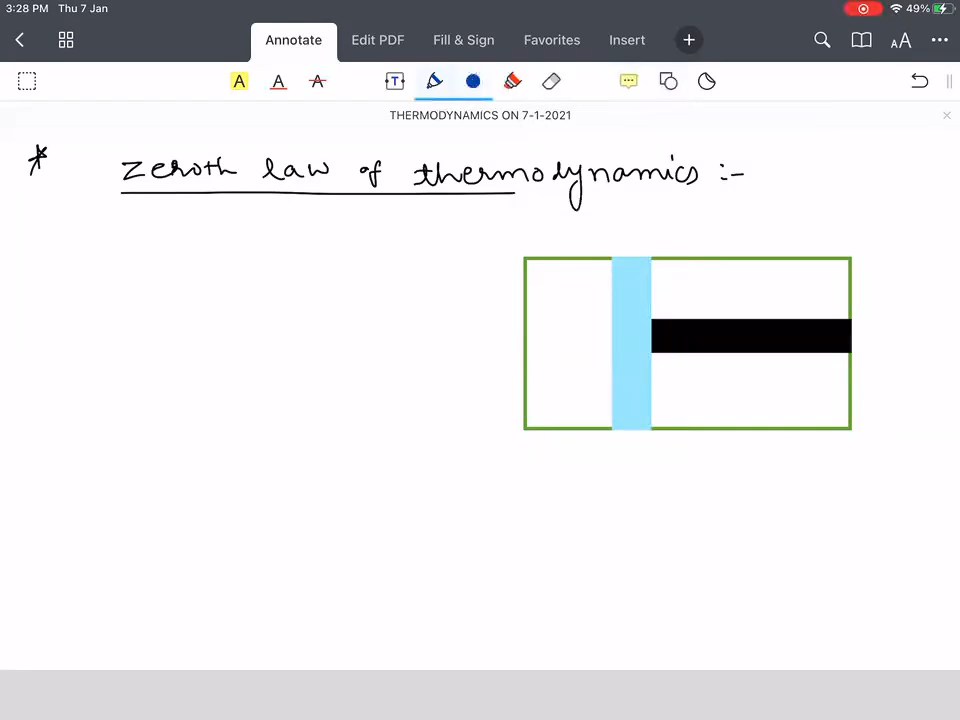 3:28 PM Thu 7 Jan 49%
Annotate Edit PDF Fill & Sign Favorites Insert
A A A T AA
THERMODYNAMICS ON 7-1-2021
* Zeroth law of thermodynamics :-